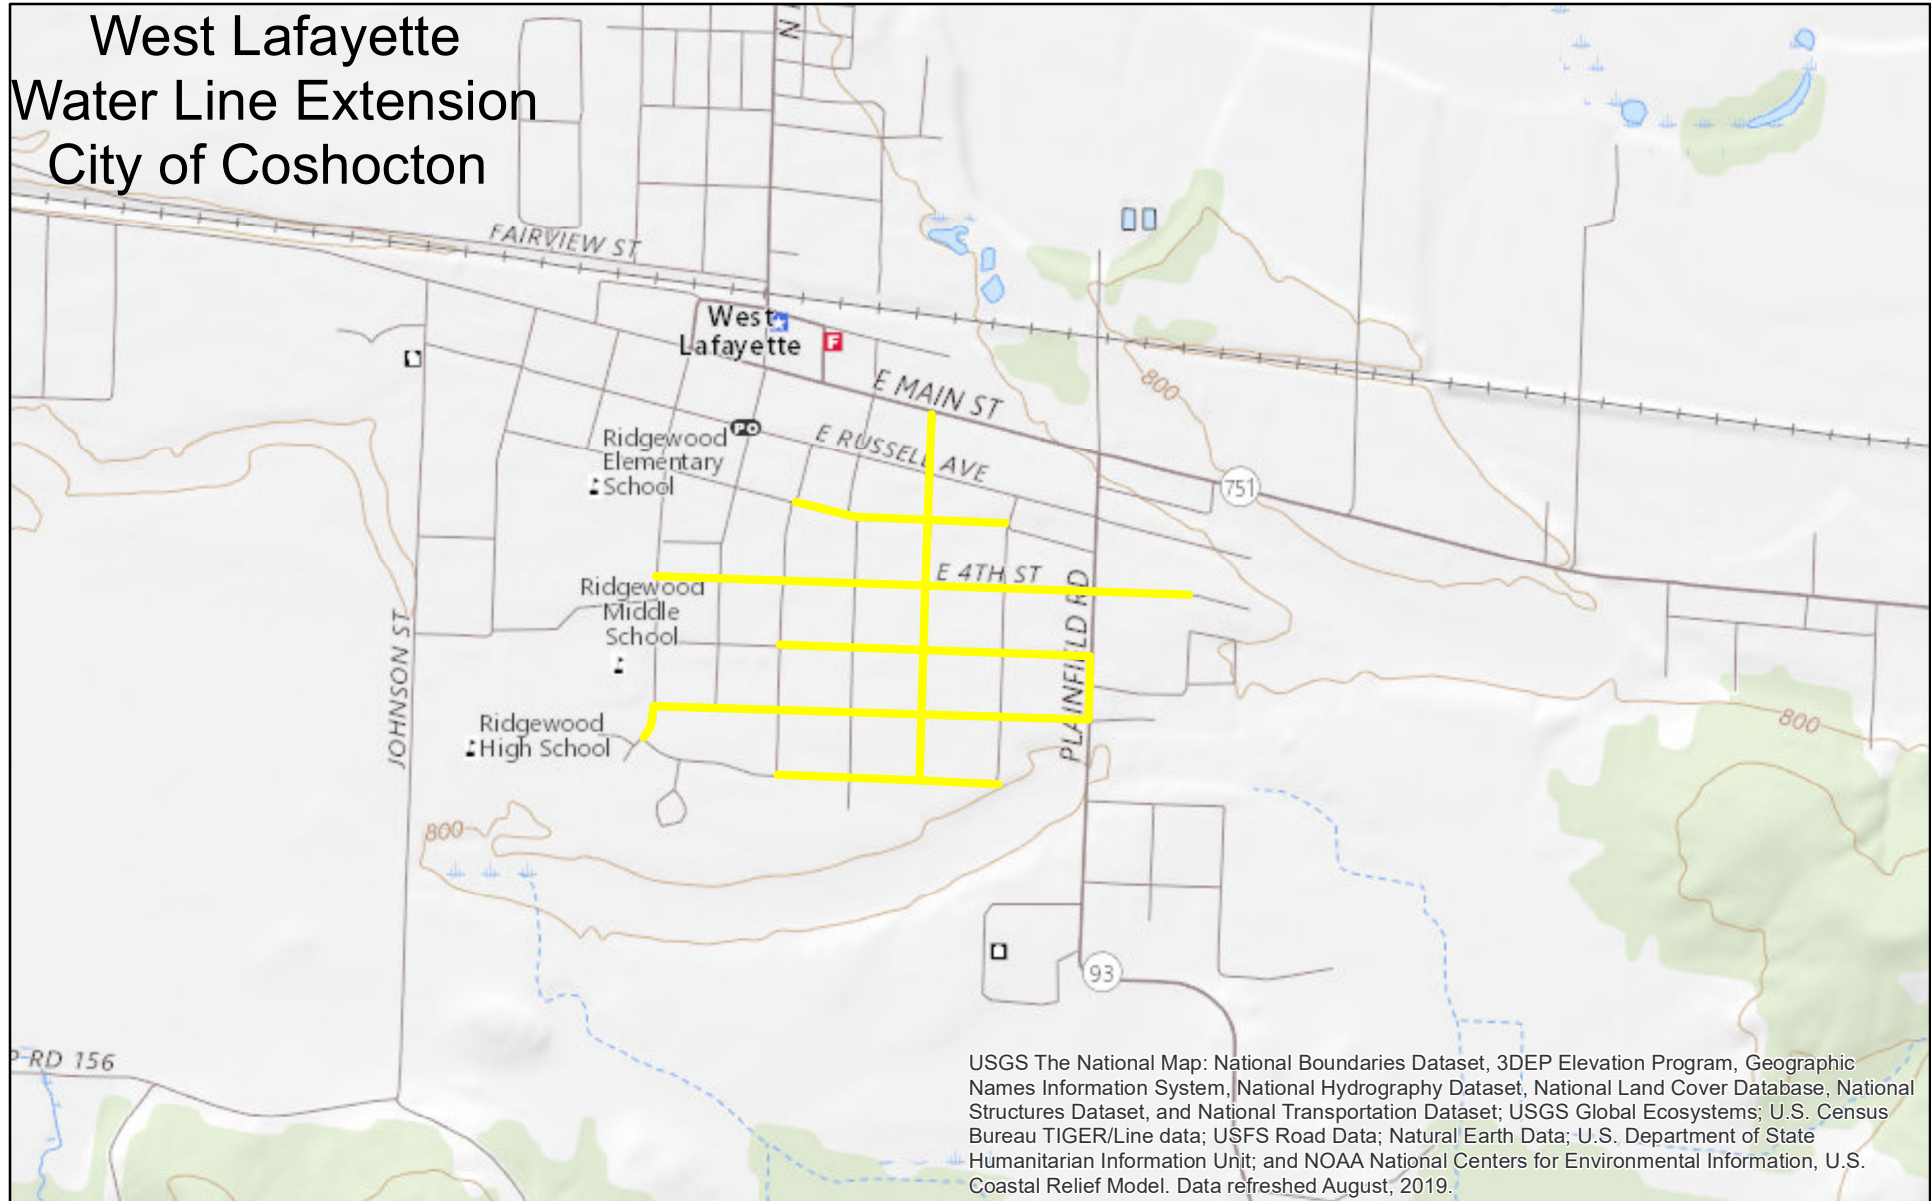 West Lafayette
Water Line Extension
City of Coshocton
N
FAIRVIEW ST
West
Lafayette
F
E MAIN ST
800
PO
E RUSSELL AVE
Ridgewood
Elementary
School
751
E 4TH ST
Ridgewood
Middle
School
PLAINFIELD RD
JOHNSON ST
Ridgewood
High School
800
800
93
P RD 156
USGS The National Map: National Boundaries Dataset, 3DEP Elevation Program, Geographic
Names Information System, National Hydrography Dataset, National Land Cover Database, National
Structures Dataset, and National Transportation Dataset; USGS Global Ecosystems; U.S. Census
Bureau TIGER/Line data; USFS Road Data; Natural Earth Data; U.S. Department of State
Humanitarian Information Unit; and NOAA National Centers for Environmental Information, U.S.
Coastal Relief Model. Data refreshed August, 2019.